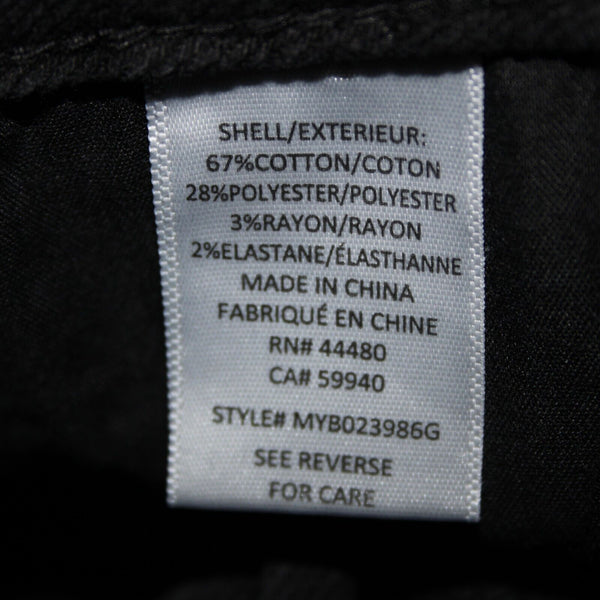 SHELL/EXTERIEUR:
67%COTTON/COTON
28%POLYESTER/POLYESTER
3%RAYON/RAYON
2%ELASTANE/ÉLASTHANNE
MADE IN CHINA
FABRIQUÉ EN CHINE
RN# 44480
CA# 59940
STYLE# MYB023986G
SEE REVERSE
FOR CARE